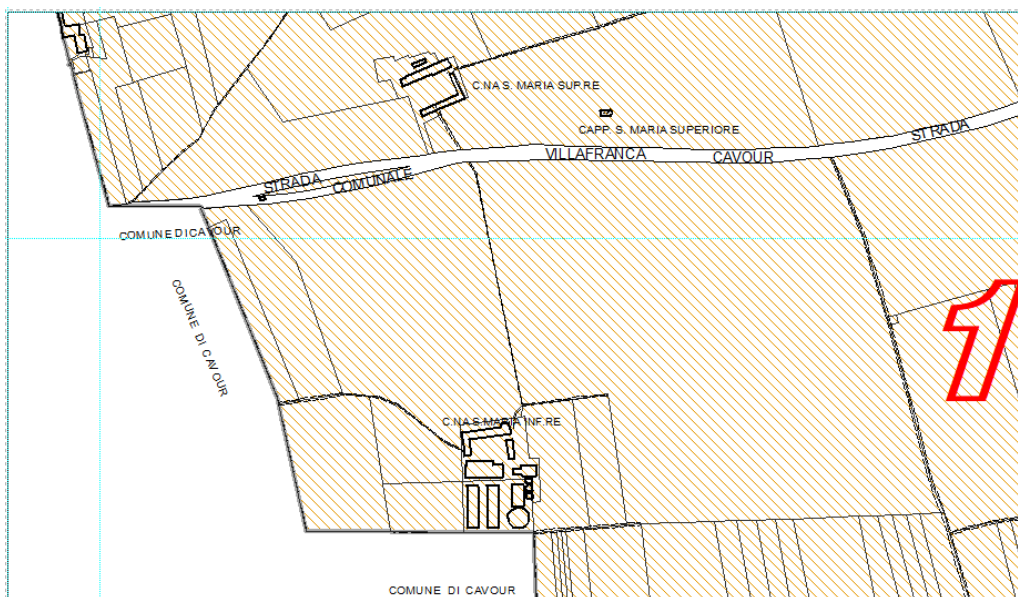 C.NA S. MARIA SUP.RE
CAPP. S. MARIA SUPERIORE
STRADA
VILLAFRANCA
CAVOUR
STRADA
COMUNALE
COMUNE DI CAVOUR
COMUNE DI CAVOUR
1
C.NA S. MARIA INF.RE
COMUNE DI CAVOUR